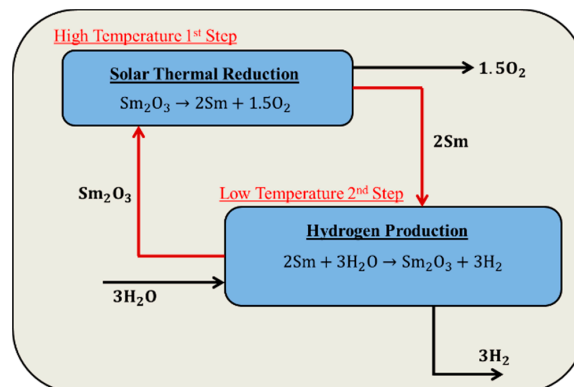 High Temperature 1st Step
Solar Thermal Reduction
Sm₂O₃ → 2Sm + 1.5O₂
1.5O₂
2Sm
Sm₂O₃
Low Temperature 2nd Step
Hydrogen Production
2Sm + 3H₂O → Sm₂O₃ + 3H₂
3H₂O
3H₂